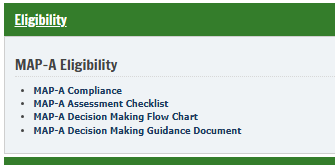 Eligibility
MAP-A Eligibility
MAP-A Compliance
MAP-A Assessment Checklist
MAP-A Decision Making Flow Chart
MAP-A Decision Making Guidance Document